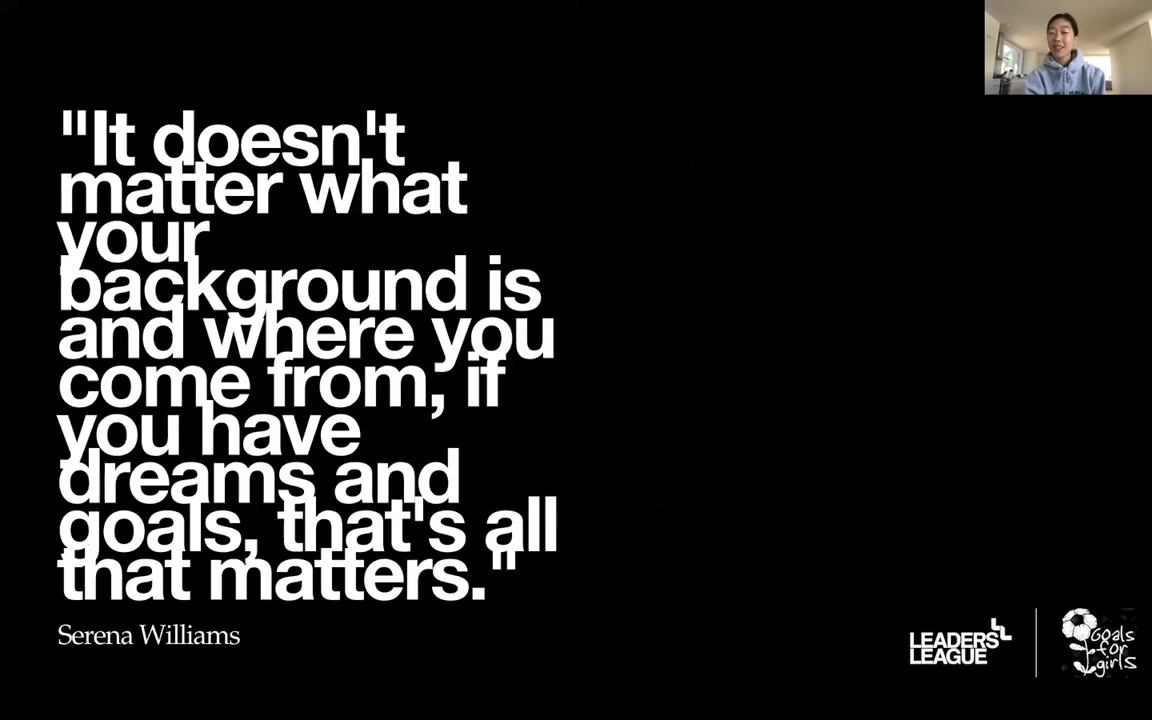 "It doesn't
matter what
your
background is
and where you
come from, if
you have
dreams and
goals, that's all
that matters."
Serena Williams
LEADERS
LEAGUE
Goals
for
girls